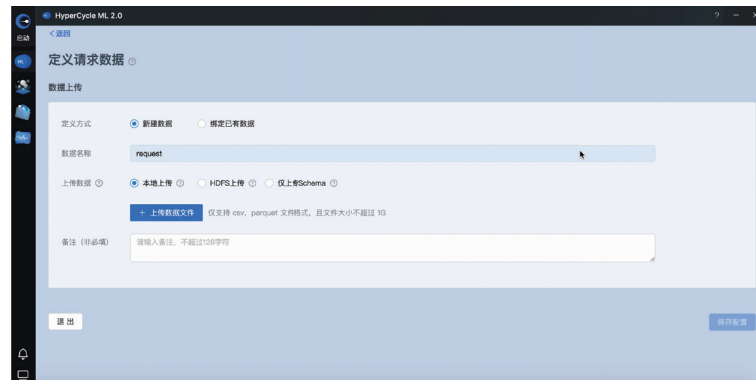 HyperCycle ML 2.0
?
启动
<返回
定义请求数据 ?
数据上传
定义方式 新建数据 绑定已有数据
数据名称 request
上传数据 ? 本地上传 ? HDFS上传 ? 仅上传Schema ?
+ 上传数据文件 仅支持 csv, parquet 文件格式, 且文件大小不超过 1G
备注 (非必填) 请输入备注, 不超过128字符
退出 保存配置